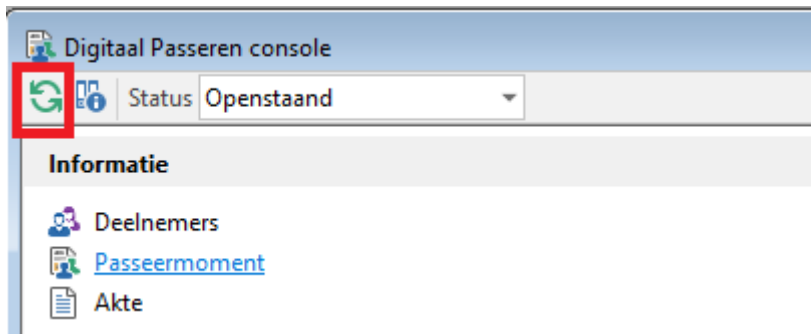 Digitaal Passeren console
Status Openstaand
Informatie
Deelnemers
Passeermoment
Akte